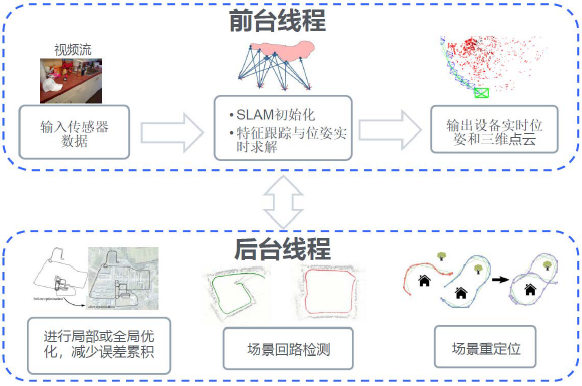 前台线程
视频流
输入传感器
数据
• SLAM初始化
• 特征跟踪与位姿实
时求解
输出设备实时位
姿和三维点云
后台线程
进行局部或全局优
化，减少误差累积
场景回路检测
场景重定位